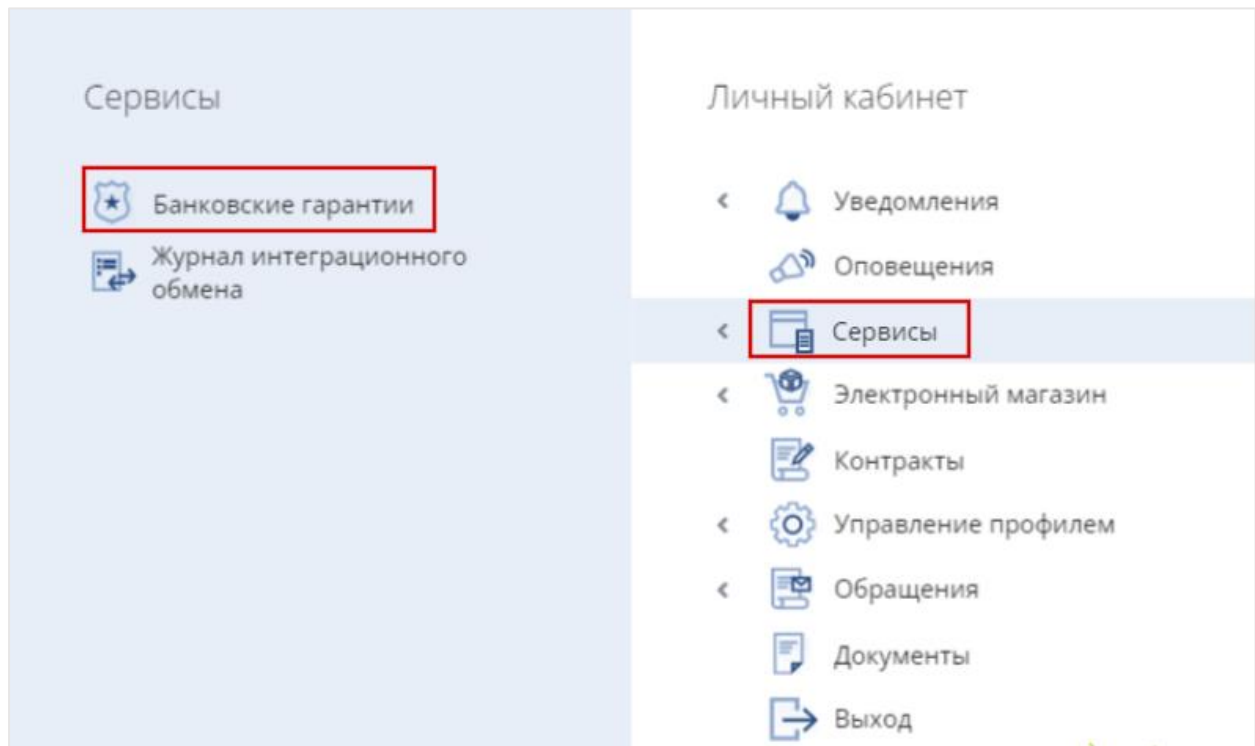 Сервисы
Банковские гарантии
Журнал интеграционного
обмена
Личный кабинет
Уведомления
Оповещения
Сервисы
Электронный магазин
Контракты
Управление профилем
Обращения
Документы
Выход